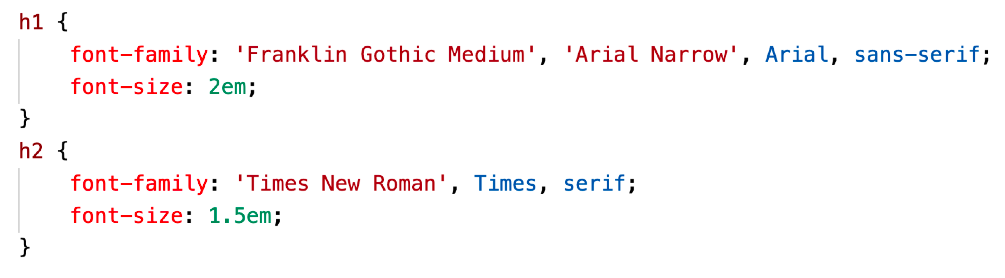 h1 {
    font-family: 'Franklin Gothic Medium', 'Arial Narrow', Arial, sans-serif;
    font-size: 2em;
}
h2 {
    font-family: 'Times New Roman', Times, serif;
    font-size: 1.5em;
}